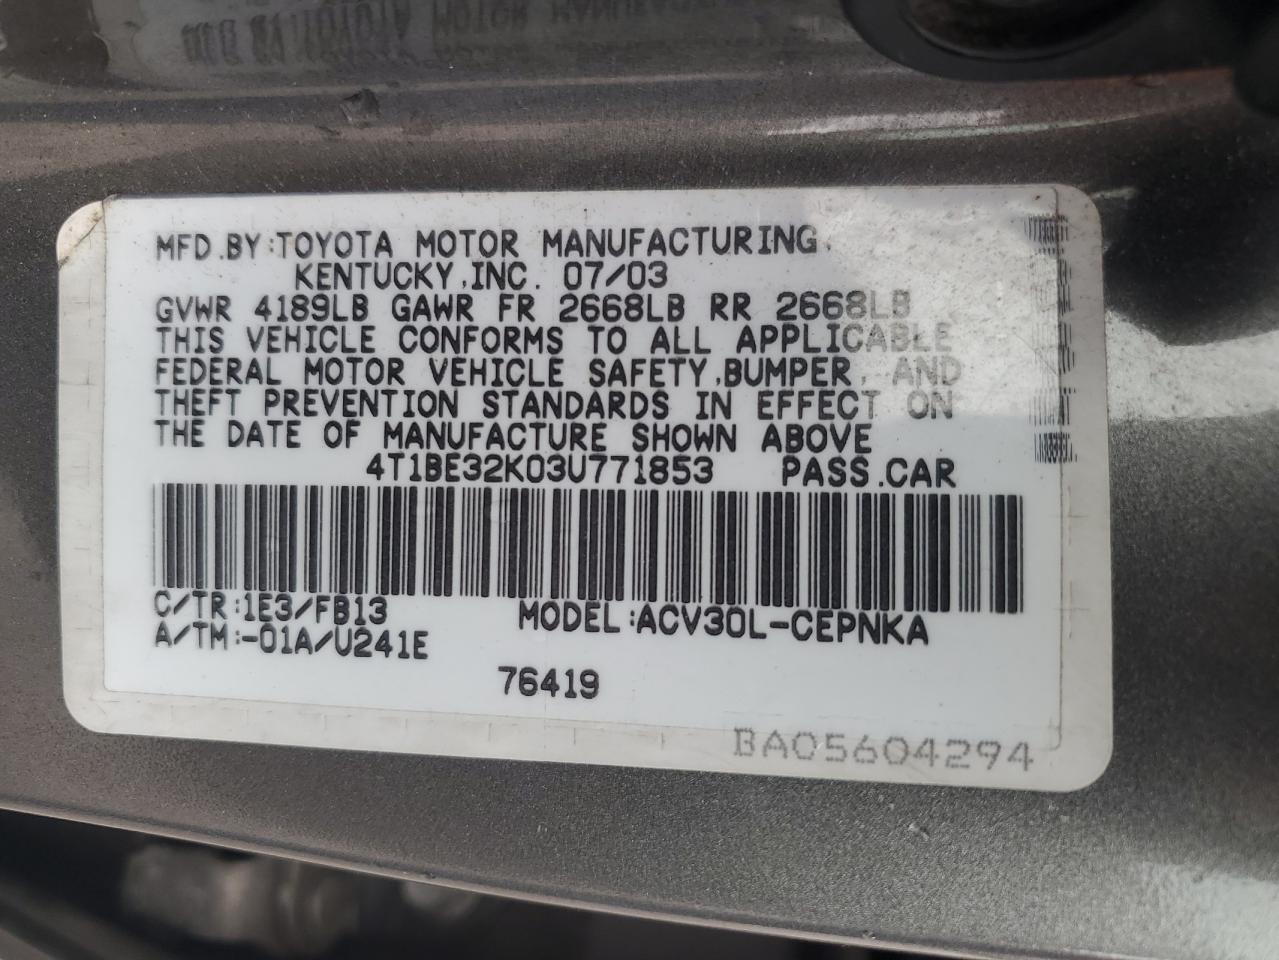 MFD.BY:TOYOTA MOTOR MANUFACTURING,
KENTUCKY,INC. 07/03
GVWR 4189LB GAWR FR 2668LB RR 2668LB
THIS VEHICLE CONFORMS TO ALL APPLICABLE
FEDERAL MOTOR VEHICLE SAFETY,BUMPER, AND
THEFT PREVENTION STANDARDS IN EFFECT ON
THE DATE OF MANUFACTURE SHOWN ABOVE
4T1BE32K03U771853 PASS.CAR
C/TR:1E3/FB13 MODEL:ACV30L-CEPNKA
A/TM:-01A/U241E
76419
BA05604294